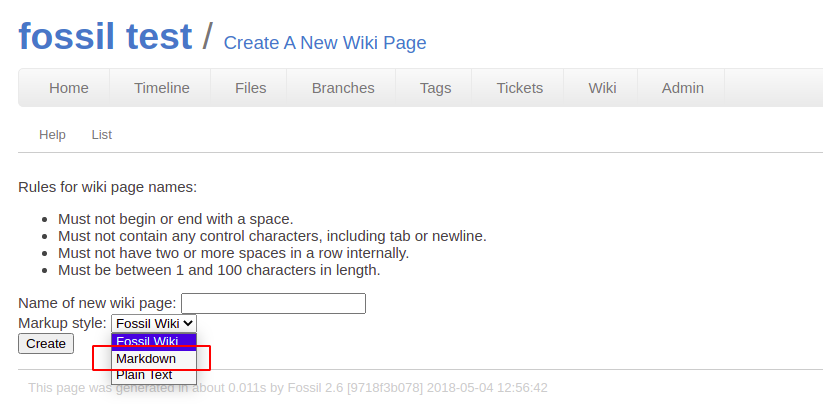 fossil test / Create A New Wiki Page
Home Timeline Files Branches Tags Tickets Wiki Admin
Help List
Rules for wiki page names:
• Must not begin or end with a space.
• Must not contain any control characters, including tab or newline.
• Must not have two or more spaces in a row internally.
• Must be between 1 and 100 characters in length.
Name of new wiki page:
Markup style: Fossil Wiki
Create Fossil Wiki
Markdown
Plain Text
This page was generated in about 0.011s by Fossil 2.6 [9718f3b078] 2018-05-04 12:56:42